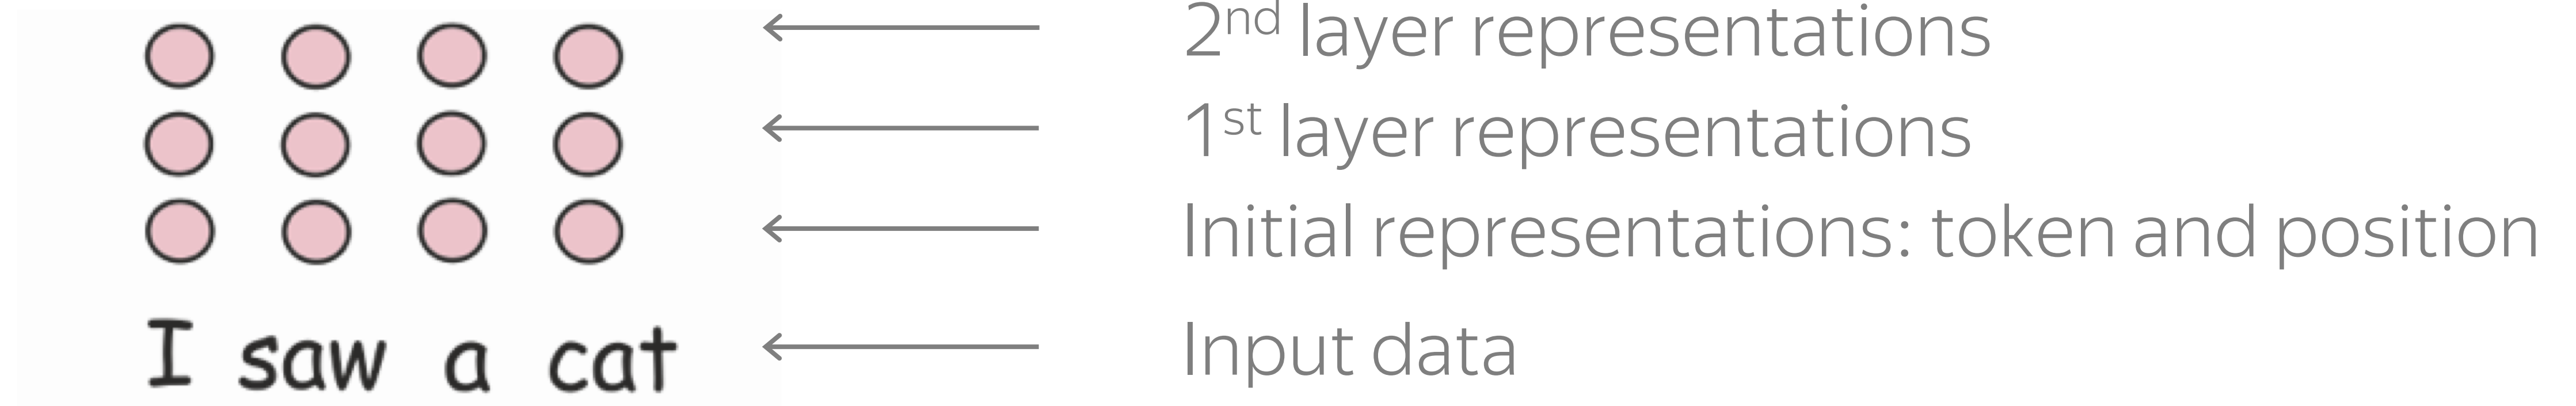 2nd layer representations
1st layer representations
Initial representations: token and position
I saw a cat
Input data